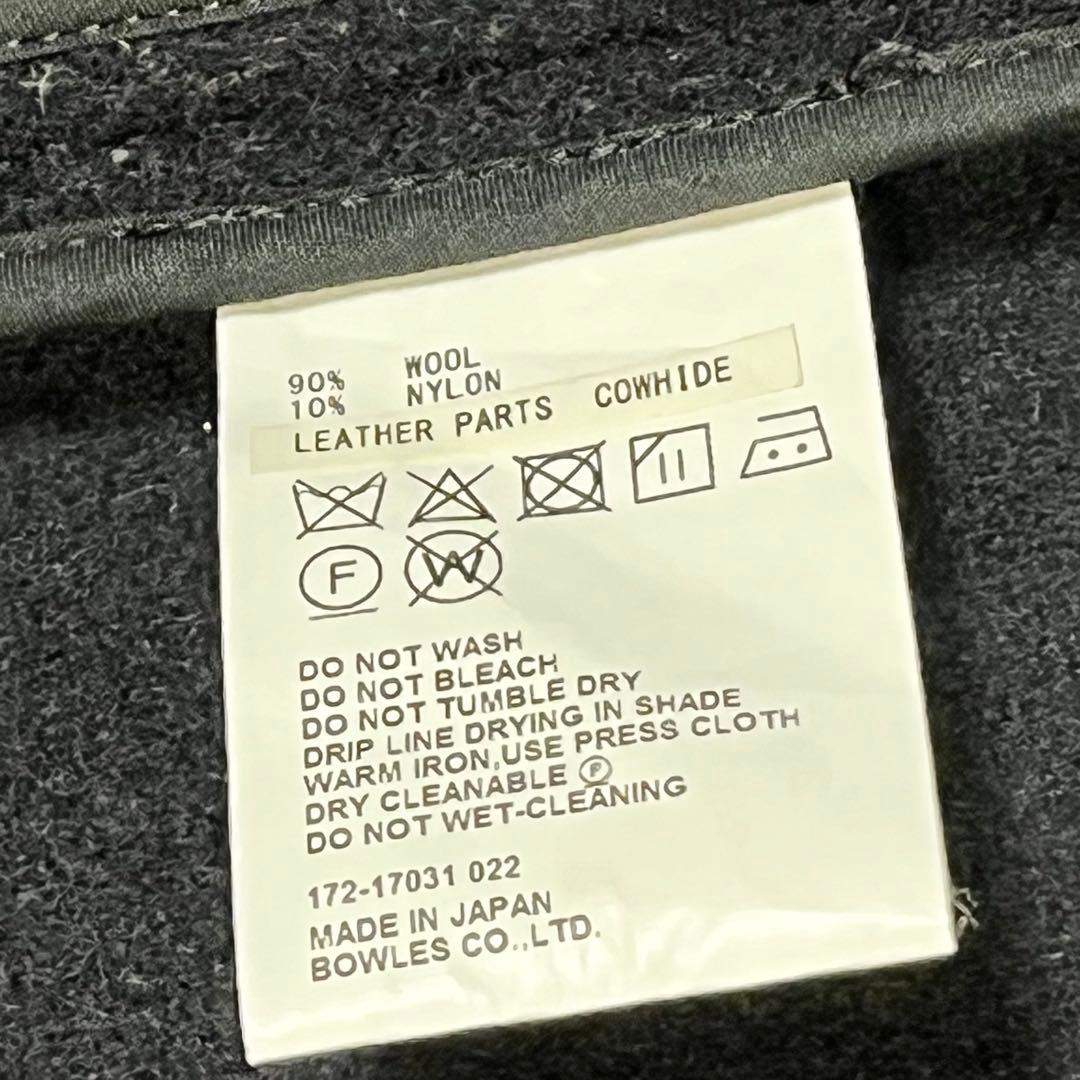 90% WOOL
10% NYLON
LEATHER PARTS COWHIDE
F W
DO NOT WASH
DO NOT BLEACH
DO NOT TUMBLE DRY
DRIP LINE DRYING IN SHADE
WARM IRON,USE PRESS CLOTH
DRY CLEANABLE Ⓟ
DO NOT WET-CLEANING
172-17031 022
MADE IN JAPAN
BOWLES CO.,LTD.